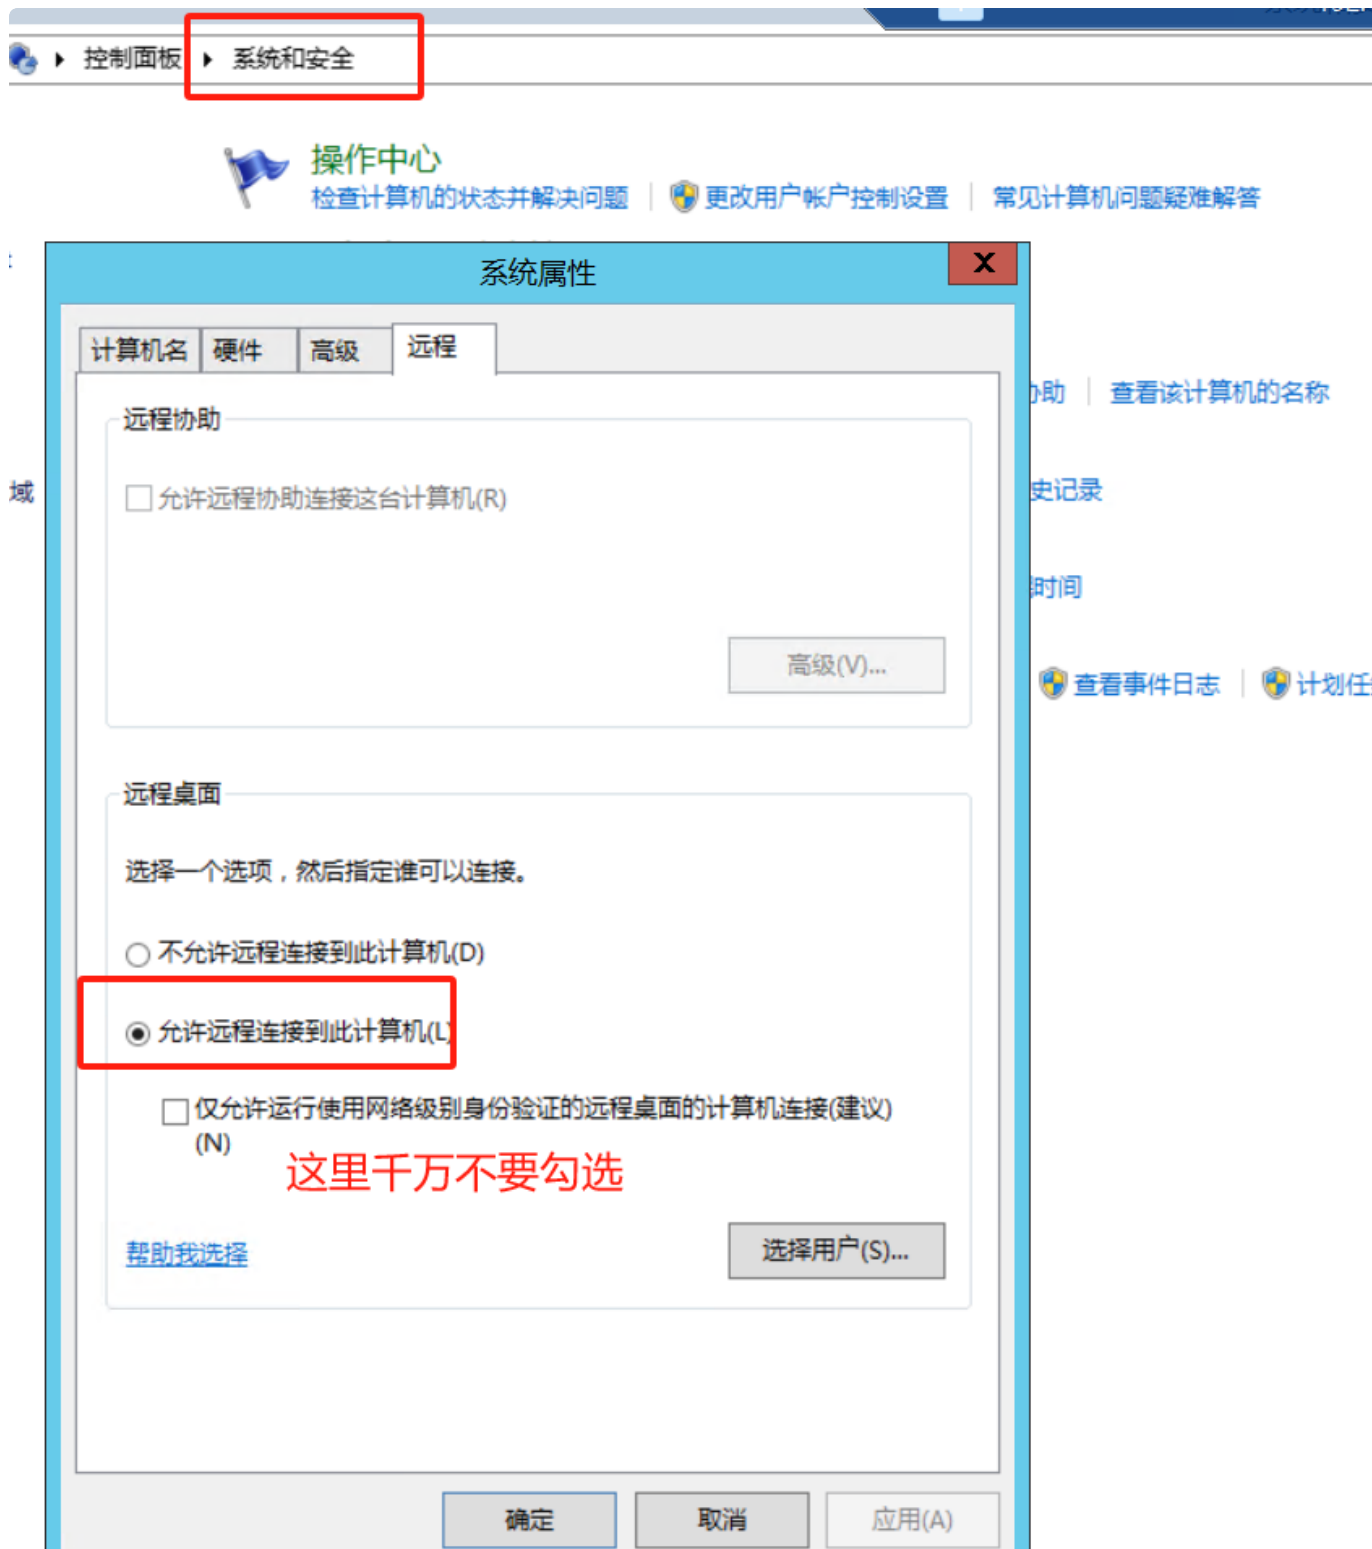 控制面板 系统和安全
操作中心
检查计算机的状态并解决问题 更改用户帐户控制设置 常见计算机问题疑难解答
系统属性 X
计算机名 硬件 高级 远程
远程协助
助 查看该计算机的名称
允许远程协助连接这台计算机(R)
域
史记录
时间
高级(V)...
查看事件日志 计划任
远程桌面
选择一个选项，然后指定谁可以连接。
不允许远程连接到此计算机(D)
允许远程连接到此计算机(L)
仅允许运行使用网络级别身份验证的远程桌面的计算机连接(建议)
(N)
这里千万不要勾选
帮助我选择 选择用户(S)...
确定 取消 应用(A)